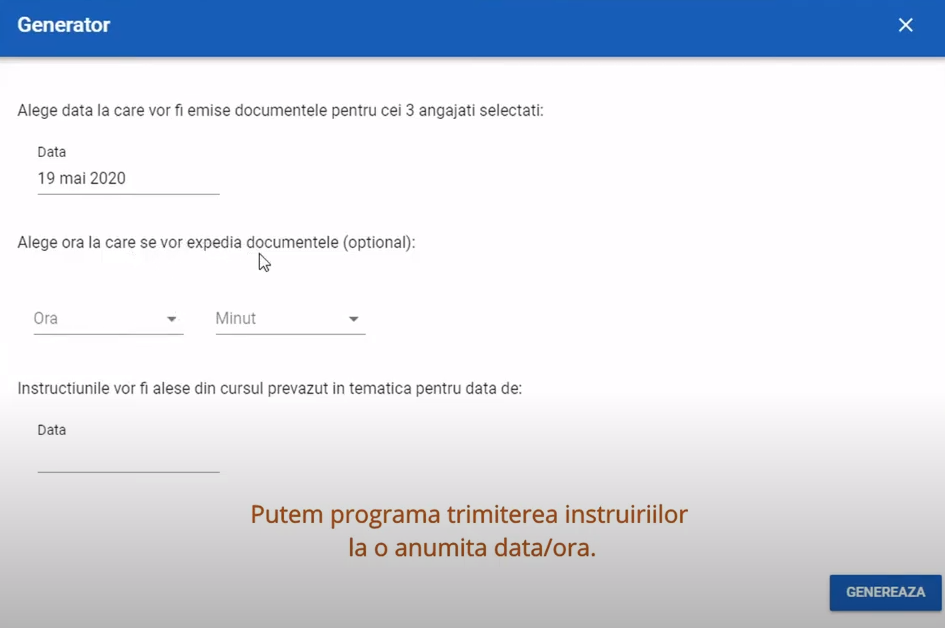 Generator
Alege data la care vor fi emise documentele pentru cei 3 angajati selectati:
Data
19 mai 2020
Alege ora la care se vor expedia documentele (optional):
Ora Minut
Instructiunile vor fi alese din cursul prevazut in tematica pentru data de:
Data
Putem programa trimiterea instruiriilor
la o anumita data/ora.
GENEREAZA